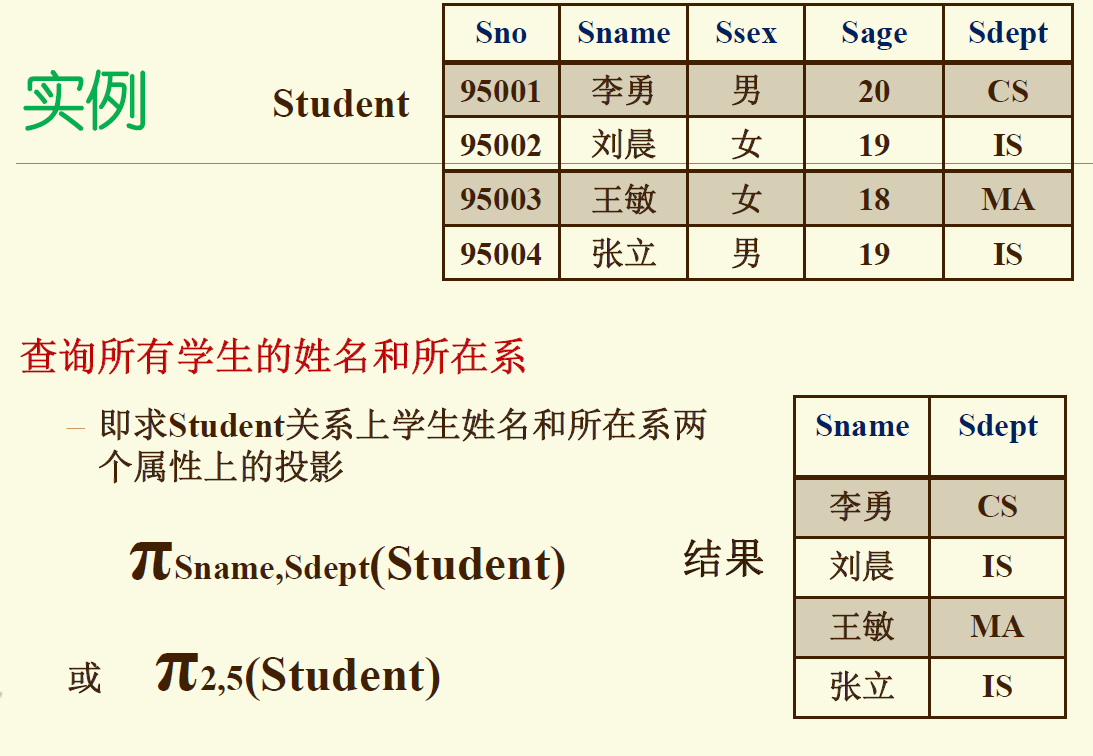 实例
Student
Sno Sname Ssex Sage Sdept
95001 李勇 男 20 CS
95002 刘晨 女 19 IS
95003 王敏 女 18 MA
95004 张立 男 19 IS
查询所有学生的姓名和所在系
– 即求Student关系上学生姓名和所在系两
个属性上的投影
πSname,Sdept(Student)
或 π2,5(Student)
结果
Sname Sdept
李勇 CS
刘晨 IS
王敏 MA
张立 IS